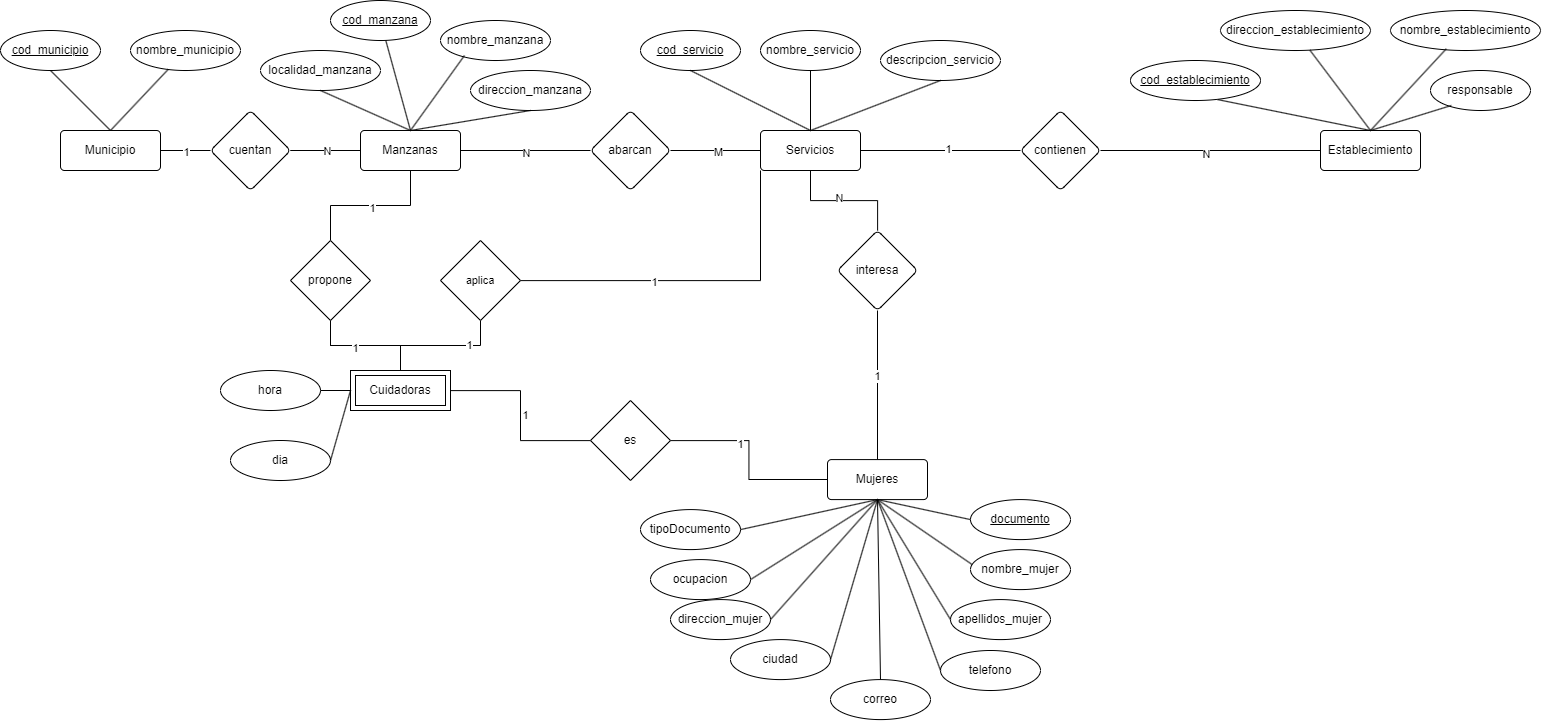 cod_manzana
cod_municipio
nombre_municipio
nombre_manzana
localidad_manzana
direccion_manzana
cod_servicio
nombre_servicio
descripcion_servicio
direccion_establecimiento
nombre_establecimiento
cod_establecimiento
responsable
Municipio
1
cuentan
N
Manzanas
N
abarcan
M
Servicios
1
contienen
N
Establecimiento
1
N
propone
aplica
1
interesa
1
1
1
hora
Cuidadoras
dia
1
es
1
Mujeres
tipoDocumento
documento
ocupacion
nombre_mujer
direccion_mujer
apellidos_mujer
ciudad
telefono
correo